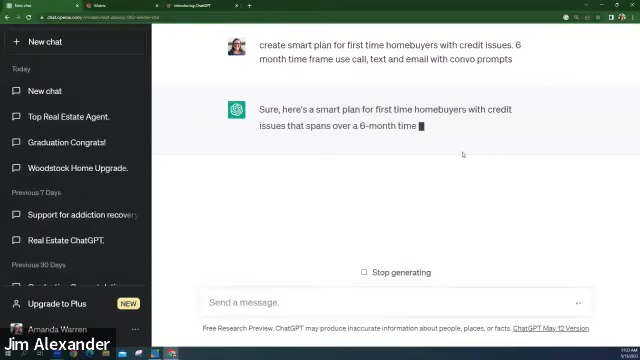 New chat
iMatrix
Introducing ChatGPT
New chat
Today
New chat
Top Real Estate Agent.
Graduation Congrats!
Woodstock Home Upgrade.
Previous 7 Days
Support for addiction recovery
Real Estate ChatGPT.
Previous 30 Days
Upgrade to Plus
NEW
Amanda Warren
Jim Alexander
create smart plan for first time homebuyers with credit issues. 6
month time frame use call, text and email with convo prompts
Sure, here's a smart plan for first time homebuyers with credit
issues that spans over a 6-month time
Stop generating
Send a message.
Free Research Preview. ChatGPT may produce inaccurate information about people, places, or facts. ChatGPT May 12 Version